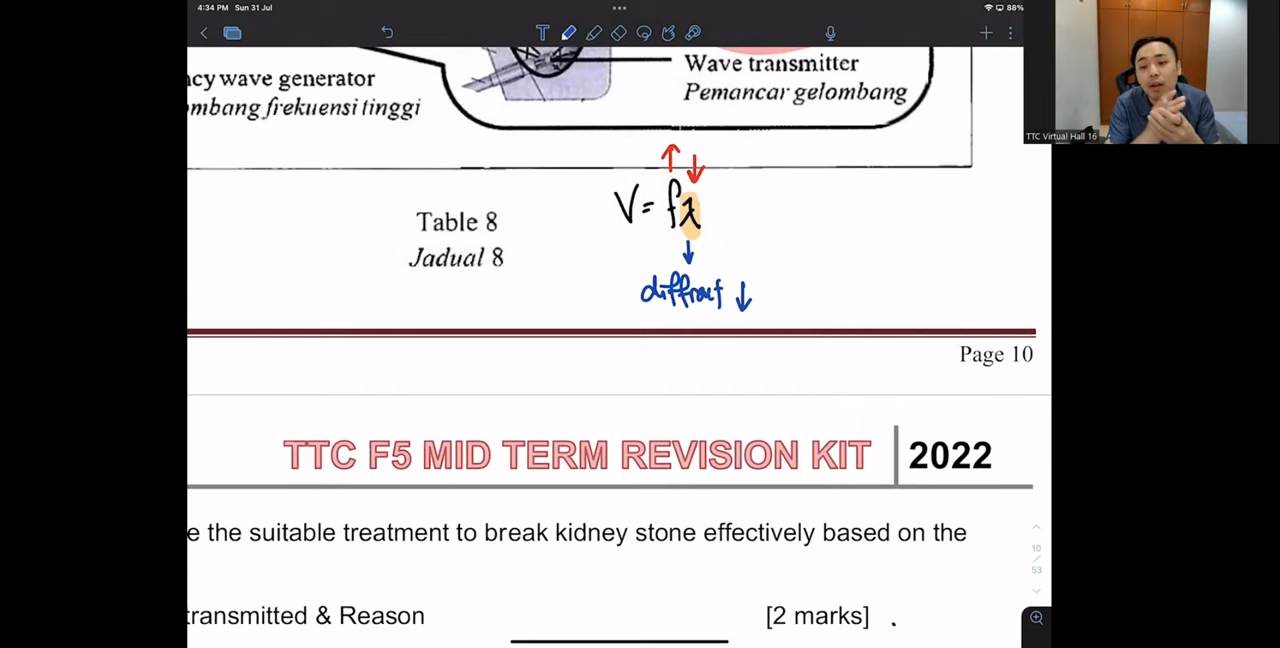 4:34 PM Sun 31 Jul
88%
T
TTC Virtual Hall 16
ncy wave generator
mbang frekuensi tinggi
Wave transmitter
Pemancar gelombang
Table 8
Jadual 8
V = fλ
diffract
Page 10
TTC F5 MID TERM REVISION KIT 2022
e the suitable treatment to break kidney stone effectively based on the
transmitted & Reason [2 marks] .
10
53